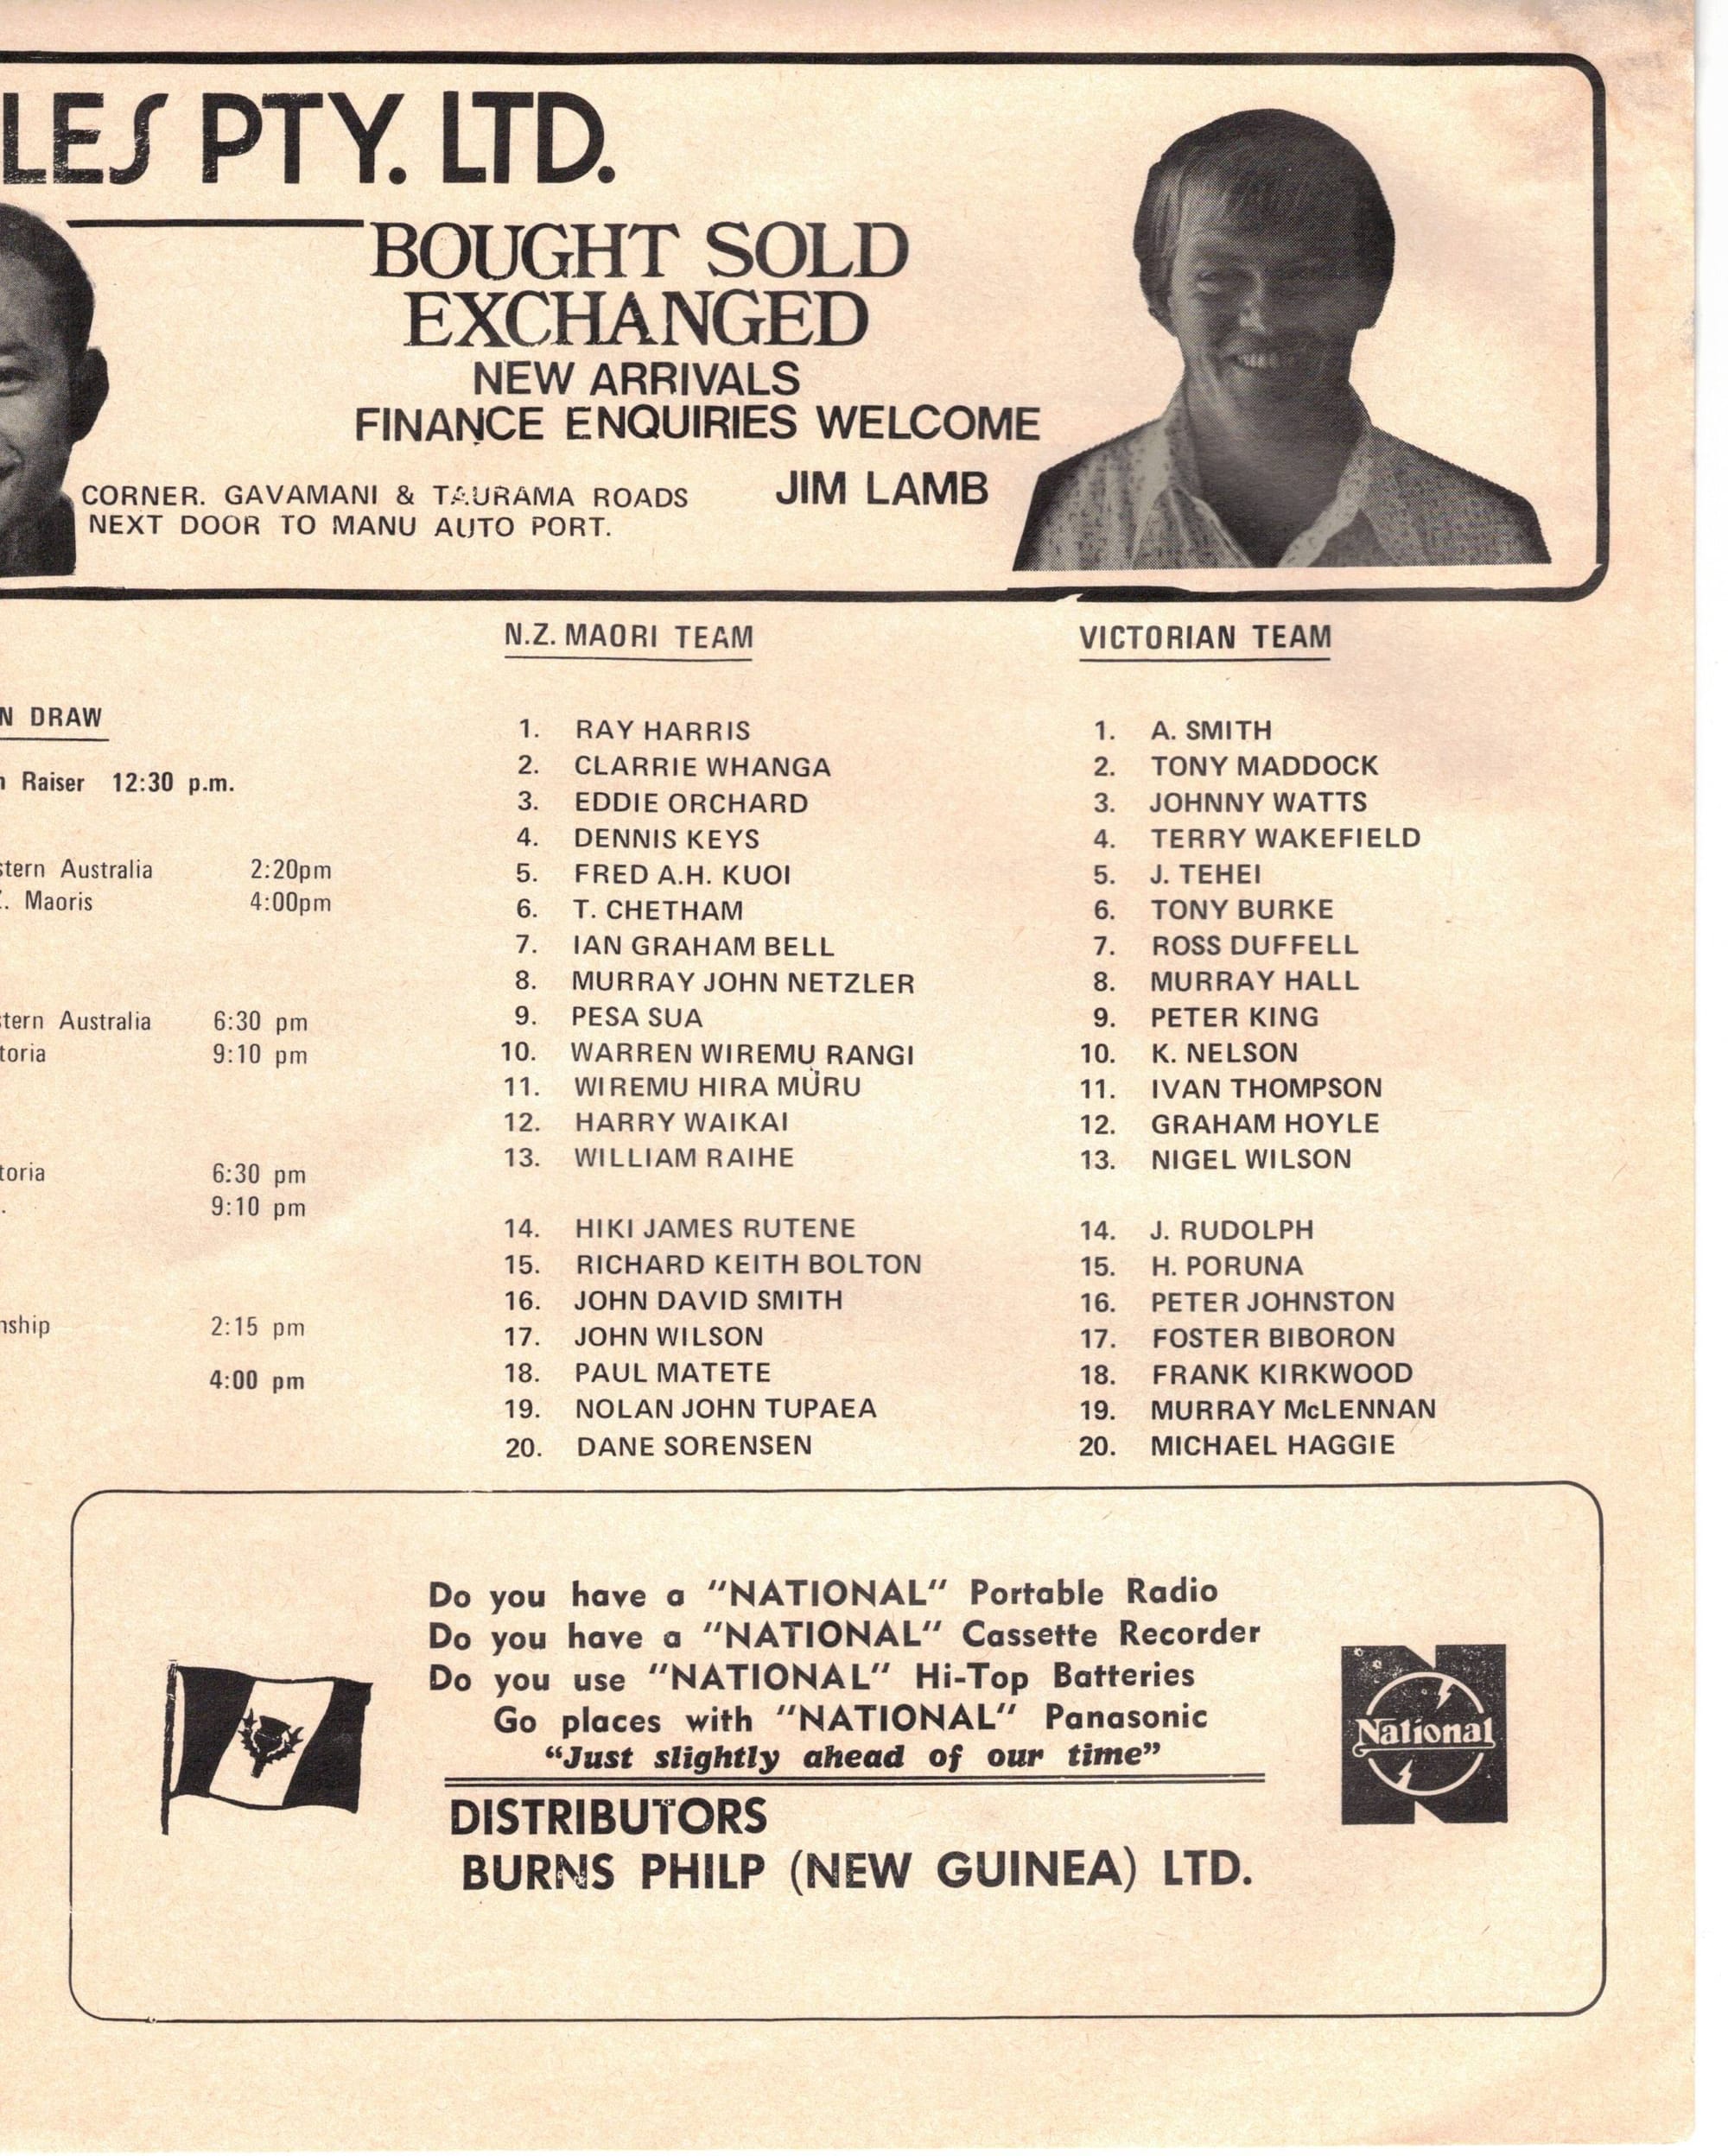 LES PTY. LTD.
BOUGHT SOLD
EXCHANGED
NEW ARRIVALS
FINANCE ENQUIRIES WELCOME
JIM LAMB
CORNER. GAVAMANI & TAURAMA ROADS
NEXT DOOR TO MANU AUTO PORT.
N DRAW
n Raiser 12:30 p.m.
stern Australia 2:20pm
Z. Maoris 4:00pm
stern Australia 6:30 pm
toria 9:10 pm
toria 6:30 pm
. 9:10 pm
nship 2:15 pm
4:00 pm
N.Z. MAORI TEAM
1. RAY HARRIS
2. CLARRIE WHANGA
3. EDDIE ORCHARD
4. DENNIS KEYS
5. FRED A.H. KUOI
6. T. CHETHAM
7. IAN GRAHAM BELL
8. MURRAY JOHN NETZLER
9. PESA SUA
10. WARREN WIREMU RANGI
11. WIREMU HIRA MURU
12. HARRY WAIKAI
13. WILLIAM RAIHE
14. HIKI JAMES RUTENE
15. RICHARD KEITH BOLTON
16. JOHN DAVID SMITH
17. JOHN WILSON
18. PAUL MATETE
19. NOLAN JOHN TUPAEA
20. DANE SORENSEN
VICTORIAN TEAM
1. A. SMITH
2. TONY MADDOCK
3. JOHNNY WATTS
4. TERRY WAKEFIELD
5. J. TEHEI
6. TONY BURKE
7. ROSS DUFFELL
8. MURRAY HALL
9. PETER KING
10. K. NELSON
11. IVAN THOMPSON
12. GRAHAM HOYLE
13. NIGEL WILSON
14. J. RUDOLPH
15. H. PORUNA
16. PETER JOHNSTON
17. FOSTER BIBORON
18. FRANK KIRKWOOD
19. MURRAY McLENNAN
20. MICHAEL HAGGIE
Do you have a "NATIONAL" Portable Radio
Do you have a "NATIONAL" Cassette Recorder
Do you use "NATIONAL" Hi-Top Batteries
Go places with "NATIONAL" Panasonic
"Just slightly ahead of our time"
DISTRIBUTORS
BURNS PHILP (NEW GUINEA) LTD.
National